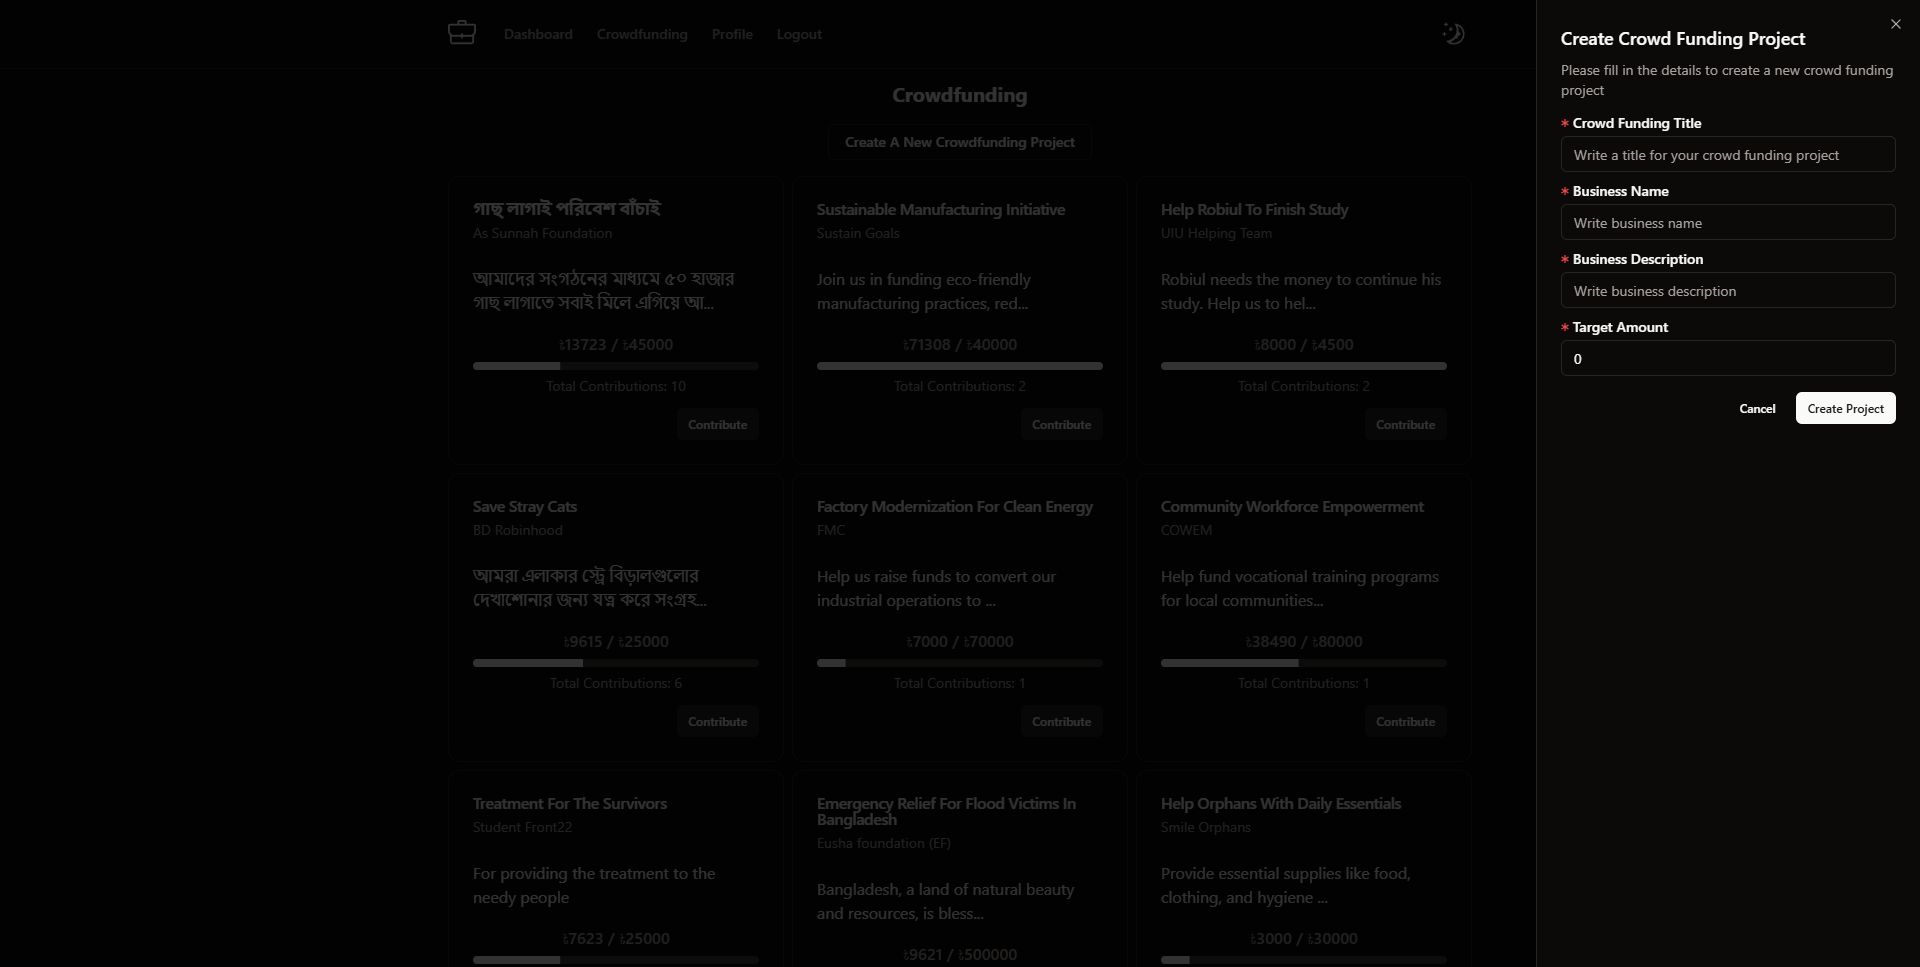 Dashboard Crowdfunding Profile Logout
Crowdfunding
Create A New Crowdfunding Project
গাছ লাগাই পরিবেশ বাঁচাই
As Sunnah Foundation
আমাদের সংগঠনের মাধ্যমে ৫০ হাজার
গাছ লাগাতে সবাই মিলে এগিয়ে আ...
৳13723 / ৳45000
Total Contributions: 10
Contribute
Sustainable Manufacturing Initiative
Sustain Goals
Join us in funding eco-friendly
manufacturing practices, red...
৳71308 / ৳40000
Total Contributions: 2
Contribute
Help Robiul To Finish Study
UIU Helping Team
Robiul needs the money to continue his
study. Help us to hel...
৳8000 / ৳4500
Total Contributions: 2
Contribute
Save Stray Cats
BD Robinhood
আমরা এলাকার স্ট্রে বিড়ালগুলোর
দেখাশোনার জন্য যত্ন করে সংগ্রহ...
৳9615 / ৳25000
Total Contributions: 6
Contribute
Factory Modernization For Clean Energy
FMC
Help us raise funds to convert our
industrial operations to ...
৳7000 / ৳70000
Total Contributions: 1
Contribute
Community Workforce Empowerment
COWEM
Help fund vocational training programs
for local communities...
৳38490 / ৳80000
Total Contributions: 1
Contribute
Treatment For The Survivors
Student Front22
For providing the treatment to the
needy people
৳7623 / ৳25000
Emergency Relief For Flood Victims In
Bangladesh
Eusha foundation (EF)
Bangladesh, a land of natural beauty
and resources, is bless...
৳9621 / ৳500000
Help Orphans With Daily Essentials
Smile Orphans
Provide essential supplies like food,
clothing, and hygiene ...
৳3000 / ৳30000
Create Crowd Funding Project
Please fill in the details to create a new crowd funding
project
* Crowd Funding Title
Write a title for your crowd funding project
* Business Name
Write business name
* Business Description
Write business description
* Target Amount
0
Cancel Create Project